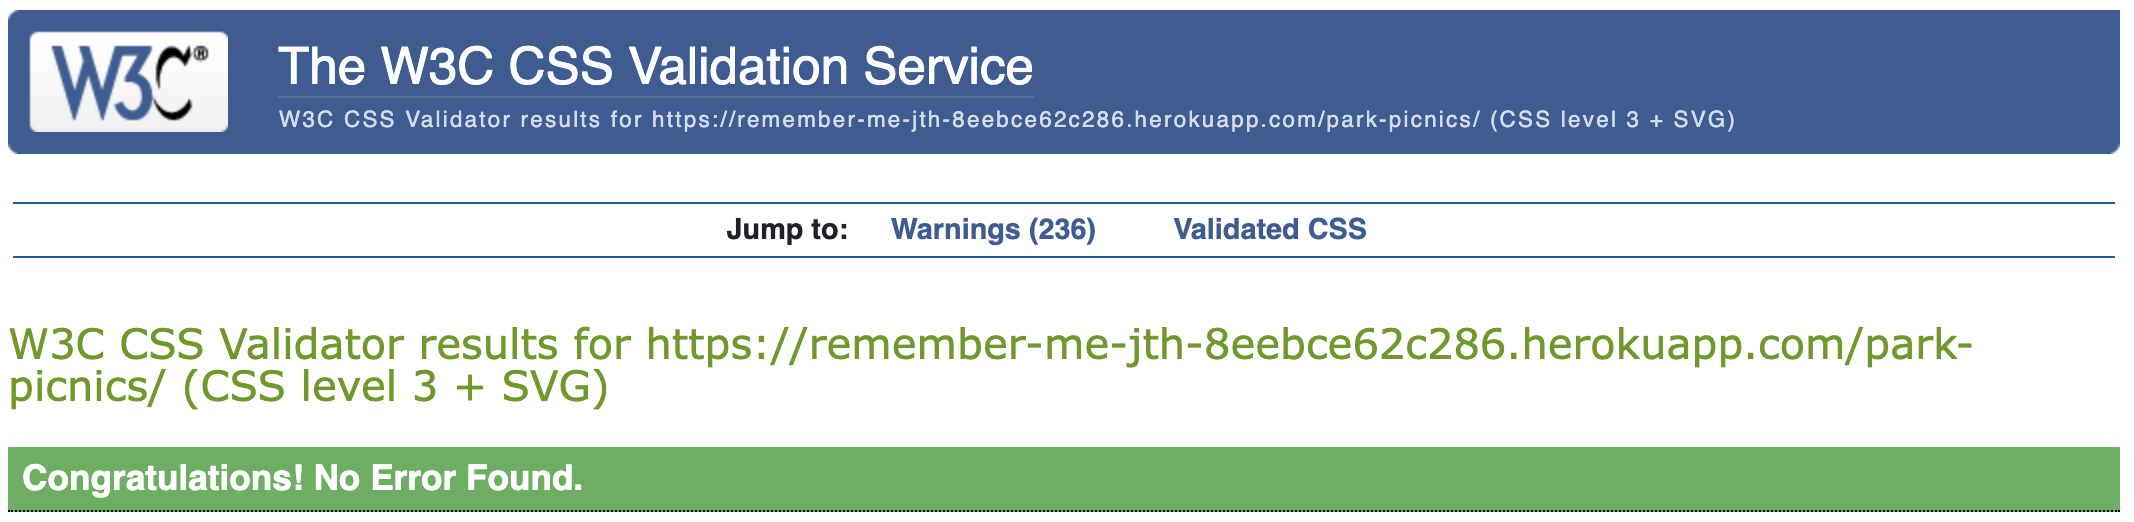 W3C®
The W3C CSS Validation Service
W3C CSS Validator results for https://remember-me-jth-8eebce62c286.herokuapp.com/park-picnics/ (CSS level 3 + SVG)
Jump to: Warnings (236) Validated CSS
W3C CSS Validator results for https://remember-me-jth-8eebce62c286.herokuapp.com/park-
picnics/ (CSS level 3 + SVG)
Congratulations! No Error Found.